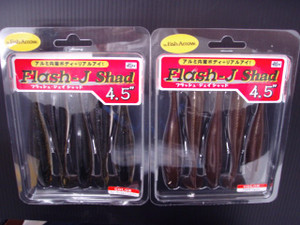 Fish Arrow
アルミ内蔵ボディ・リアルアイ!
Flash-J Shad
フラッシュ ジェイ シャッド
4.5"
Fish Arrow
アルミ内蔵ボディ・リアルアイ!
Flash-J Shad
フラッシュ ジェイ シャッド
4.5"